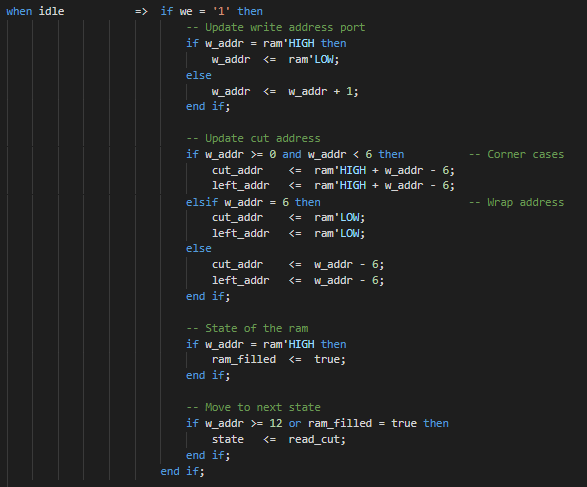 when idle => if we = '1' then
-- Update write address port
if w_addr = ram'HIGH then
w_addr <= ram'LOW;
else
w_addr <= w_addr + 1;
end if;
-- Update cut address
if w_addr >= 0 and w_addr < 6 then -- Corner cases
cut_addr <= ram'HIGH + w_addr - 6;
left_addr <= ram'HIGH + w_addr - 6;
elsif w_addr = 6 then -- Wrap address
cut_addr <= ram'LOW;
left_addr <= ram'LOW;
else
cut_addr <= w_addr - 6;
left_addr <= w_addr - 6;
end if;
-- State of the ram
if w_addr = ram'HIGH then
ram_filled <= true;
end if;
-- Move to next state
if w_addr >= 12 or ram_filled = true then
state <= read_cut;
end if;
end if;